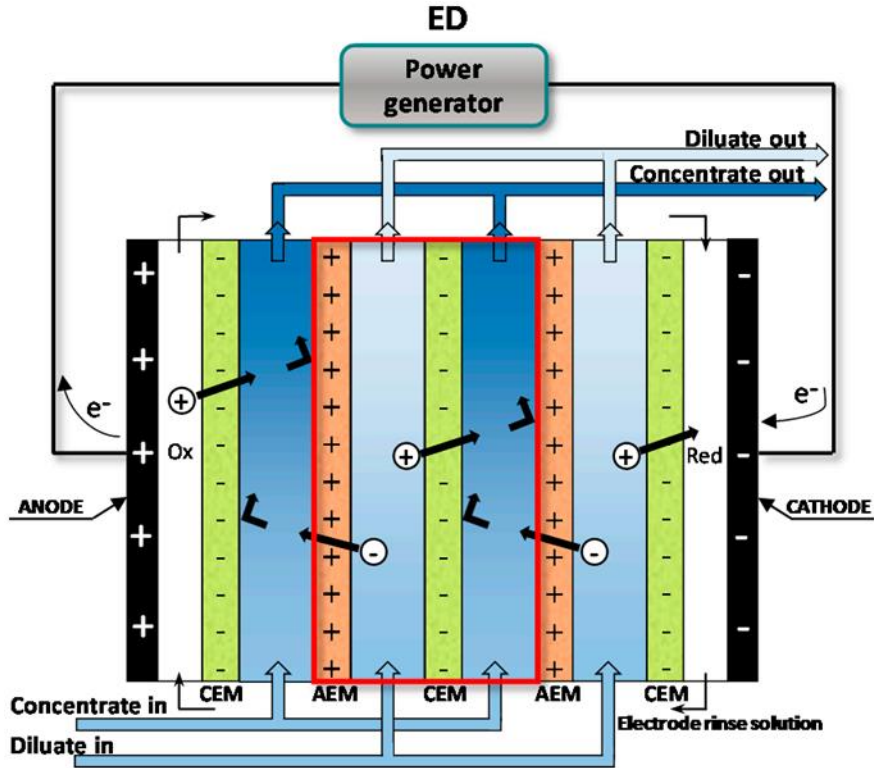 ED
Power
generator
Diluate out
Concentrate out
e-
e-
Ox
Red
ANODE
CATHODE
CEM
AEM
CEM
AEM
CEM
Concentrate in
Diluate in
Electrode rinse solution